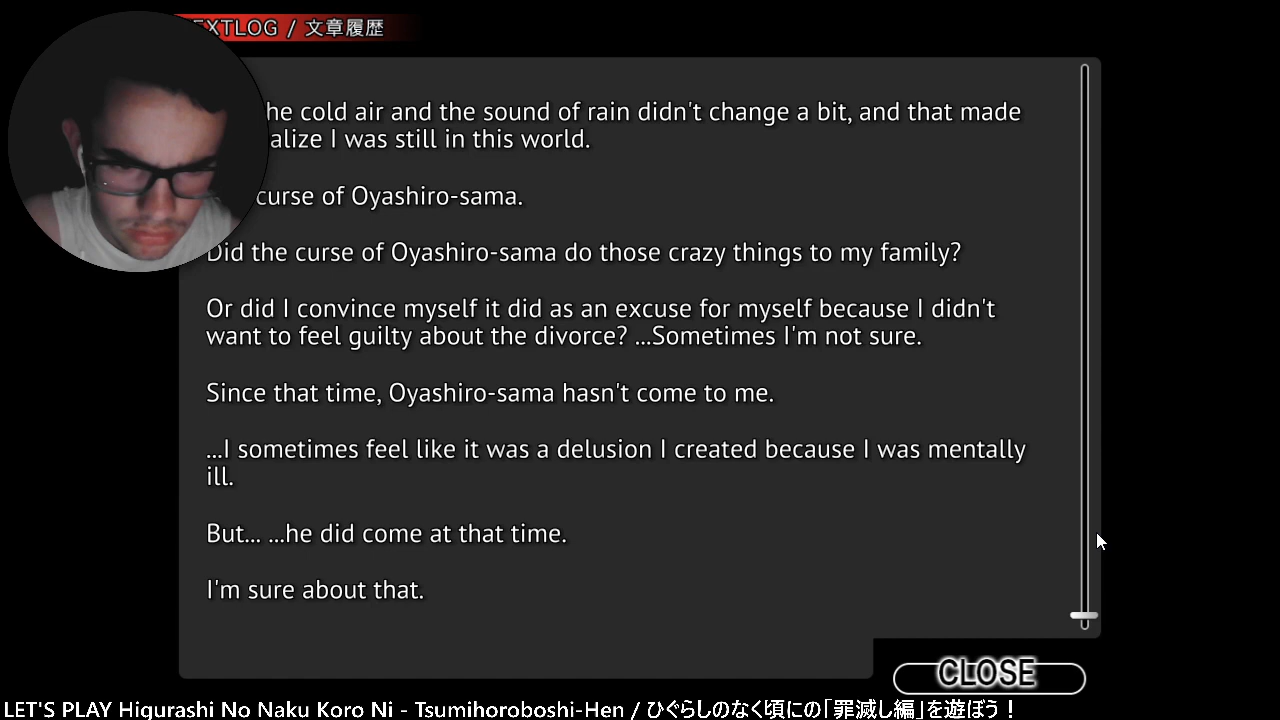 EXTLOG / 文章履歴
he cold air and the sound of rain didn't change a bit, and that made
alize I was still in this world.
curse of Oyashiro-sama.
Did the curse of Oyashiro-sama do those crazy things to my family?
Or did I convince myself it did as an excuse for myself because I didn't
want to feel guilty about the divorce? ...Sometimes I'm not sure.
Since that time, Oyashiro-sama hasn't come to me.
...I sometimes feel like it was a delusion I created because I was mentally
ill.
But... ...he did come at that time.
I'm sure about that.
CLOSE
LET'S PLAY Higurashi No Naku Koro Ni - Tsumihoroboshi-Hen / ひぐらしのなく頃にの「罪滅し編」を遊ぼう！